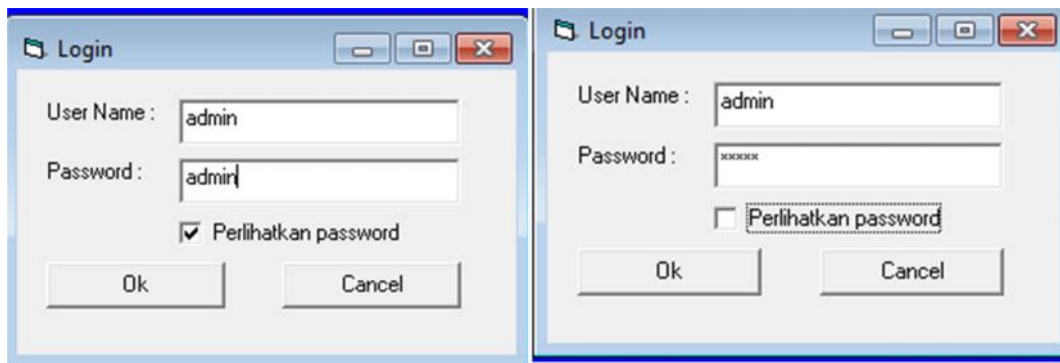 Login
User Name : admin
Password : admin
Perlihatkan password
Ok Cancel
Login
User Name : admin
Password : xxxxx
Perlihatkan password
Ok Cancel